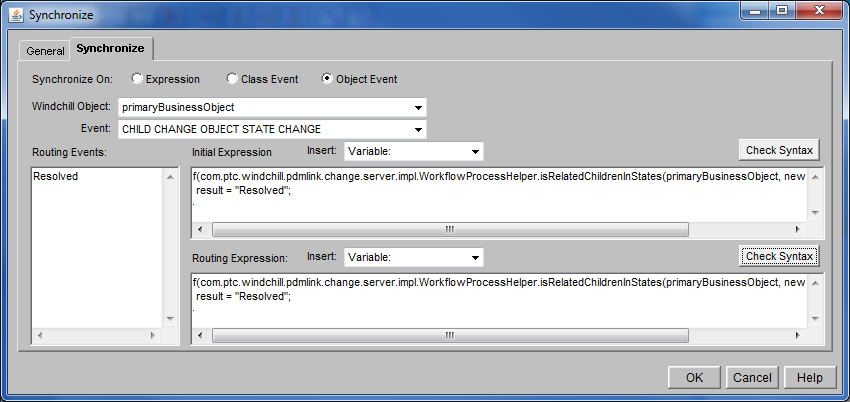 Synchronize
General
Synchronize
Synchronize On:
Expression
Class Event
Object Event
Windchill Object:
primaryBusinessObject
Event:
CHILD CHANGE OBJECT STATE CHANGE
Routing Events:
Initial Expression
Insert:
Variable:
Check Syntax
Resolved
f(com.ptc.windchill.pdmlink.change.server.impl.WorkflowProcessHelper.isRelatedChildrenInStates(primaryBusinessObject, new
result = "Resolved";
Routing Expression:
Insert:
Variable:
Check Syntax
f(com.ptc.windchill.pdmlink.change.server.impl.WorkflowProcessHelper.isRelatedChildrenInStates(primaryBusinessObject, new
result = "Resolved";
OK
Cancel
Help